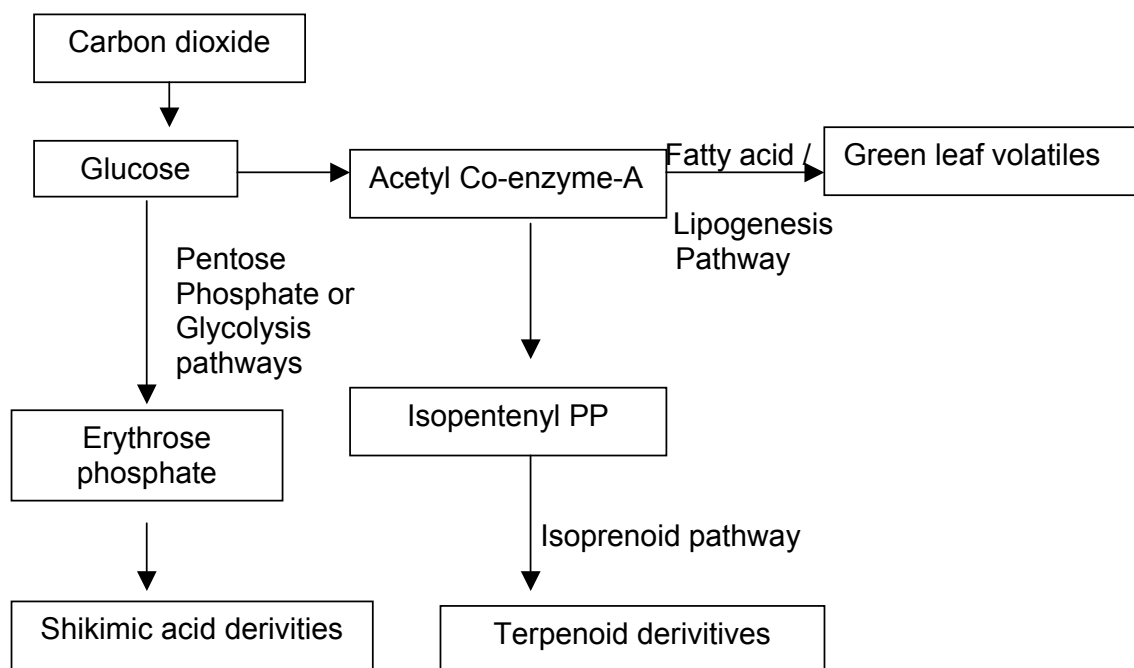 Carbon dioxide
Glucose
Acetyl Co-enzyme-A
Fatty acid /
Lipogenesis
Pathway
Green leaf volatiles
Pentose
Phosphate or
Glycolysis
pathways
Isopentenyl PP
Erythrose
phosphate
Isoprenoid pathway
Shikimic acid derivities
Terpenoid derivitives